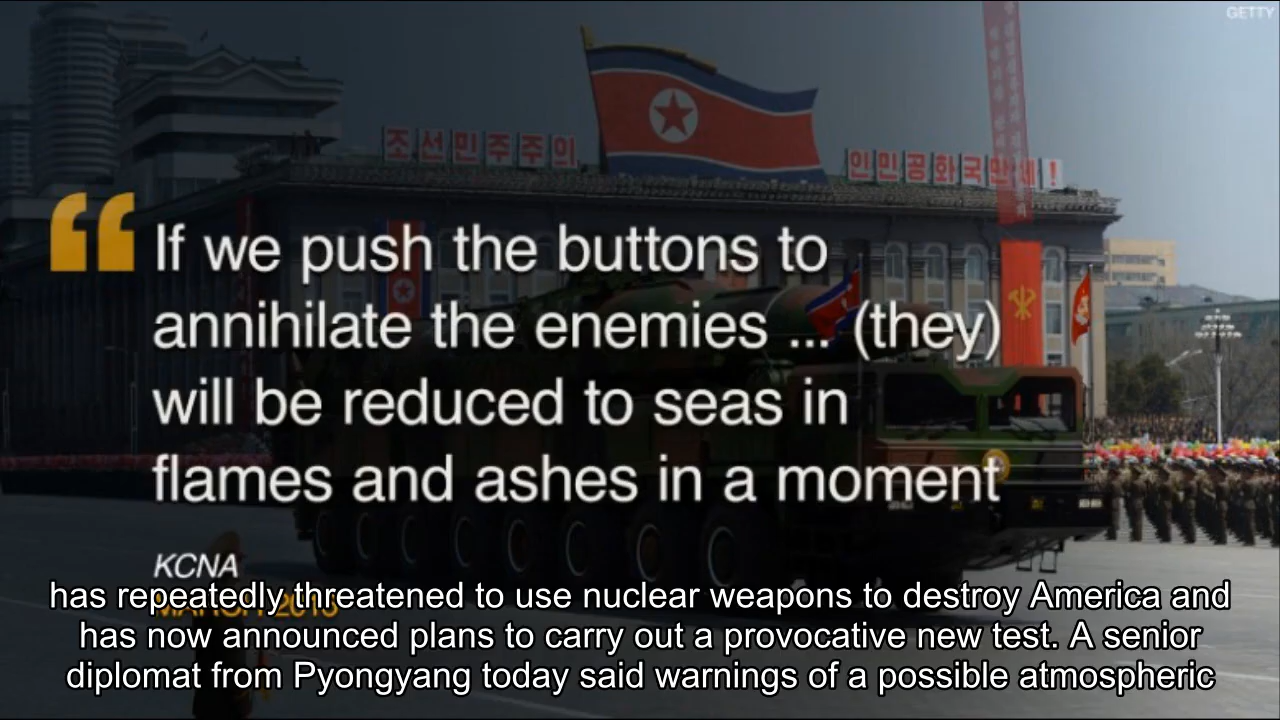 GETTY
조선민주주의
인민공화국만세!
“
If we push the buttons to
annihilate the enemies ... (they)
will be reduced to seas in
flames and ashes in a moment
KCNA
MARCH 2013
has repeatedly threatened to use nuclear weapons to destroy America and
has now announced plans to carry out a provocative new test. A senior
diplomat from Pyongyang today said warnings of a possible atmospheric